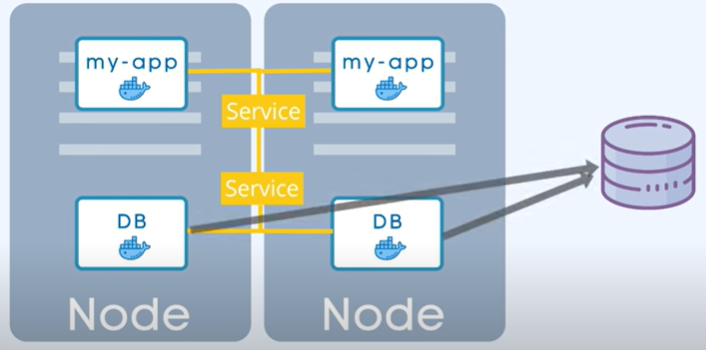 my-app
my-app
Service
Service
DB
DB
Node
Node